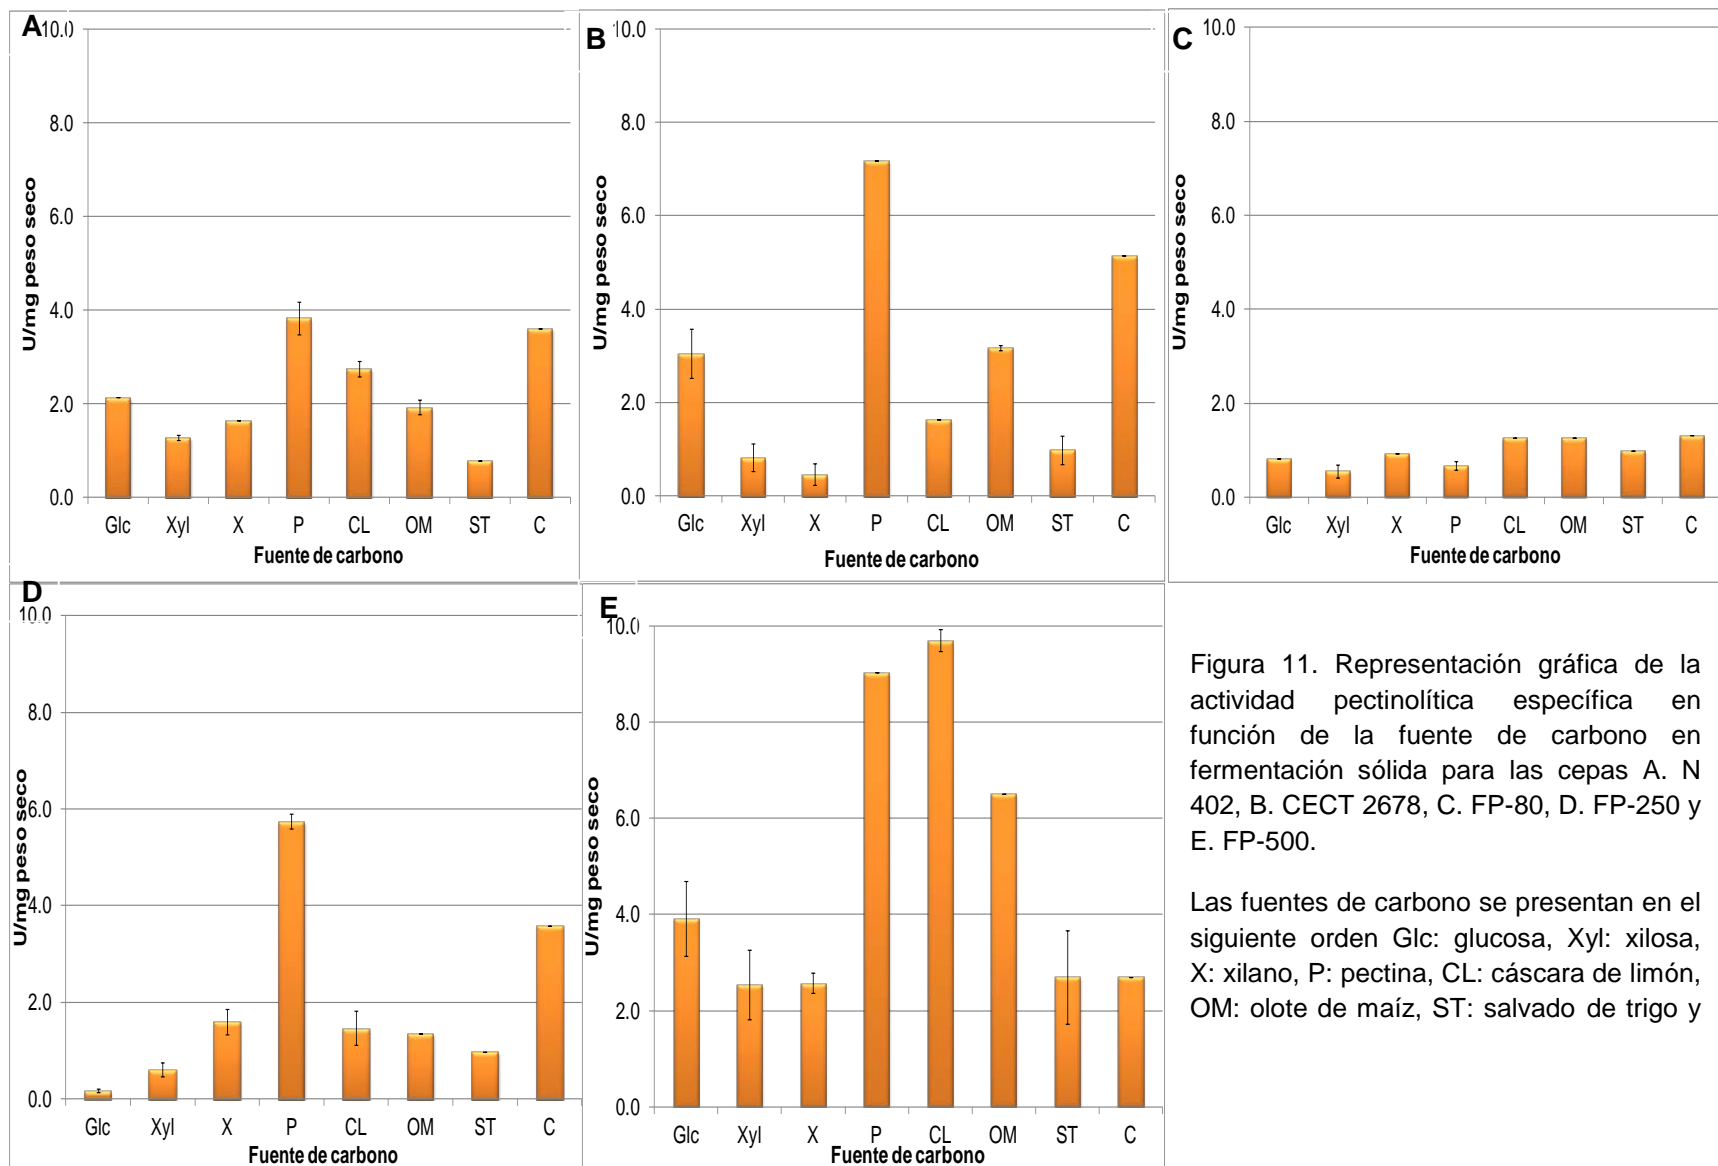 A
10.0
8.0
6.0
4.0
2.0
0.0
U/mg peso seco
Glc Xyl X P CL OM ST C
Fuente de carbono
B
10.0
8.0
6.0
4.0
2.0
0.0
U/mg peso seco
Glc Xyl X P CL OM ST C
Fuente de carbono
C
10.0
8.0
6.0
4.0
2.0
0.0
U/mg peso seco
Glc Xyl X P CL OM ST C
Fuente de carbono
D
10.0
8.0
6.0
4.0
2.0
0.0
U/mg peso seco
Glc Xyl X P CL OM ST C
Fuente de carbono
E
10.0
8.0
6.0
4.0
2.0
0.0
U/mg peso seco
Glc Xyl X P CL OM ST C
Fuente de carbono
Figura 11. Representación gráfica de la
actividad pectinolítica específica en
función de la fuente de carbono en
fermentación sólida para las cepas A. N
402, B. CECT 2678, C. FP-80, D. FP-250 y
E. FP-500.
Las fuentes de carbono se presentan en el
siguiente orden Glc: glucosa, Xyl: xilosa,
X: xilano, P: pectina, CL: cáscara de limón,
OM: olote de maíz, ST: salvado de trigo y